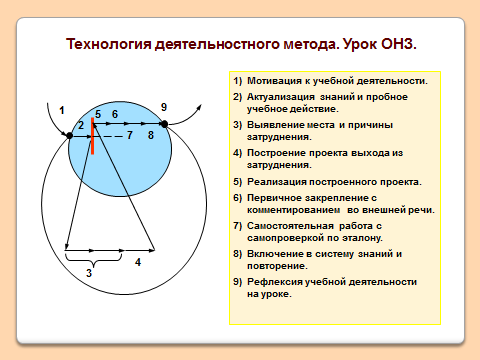 Технология деятельностного метода. Урок ОНЗ.
1
9
5 6
2
7 8
3
4
1) Мотивация к учебной деятельности.
2) Актуализация знаний и пробное
учебное действие.
3) Выявление места и причины
затруднения.
4) Построение проекта выхода из
затруднения.
5) Реализация построенного проекта.
6) Первичное закрепление с
комментированием во внешней речи.
7) Самостоятельная работа с
самопроверкой по эталону.
8) Включение в систему знаний и
повторение.
9) Рефлексия учебной деятельности
на уроке.